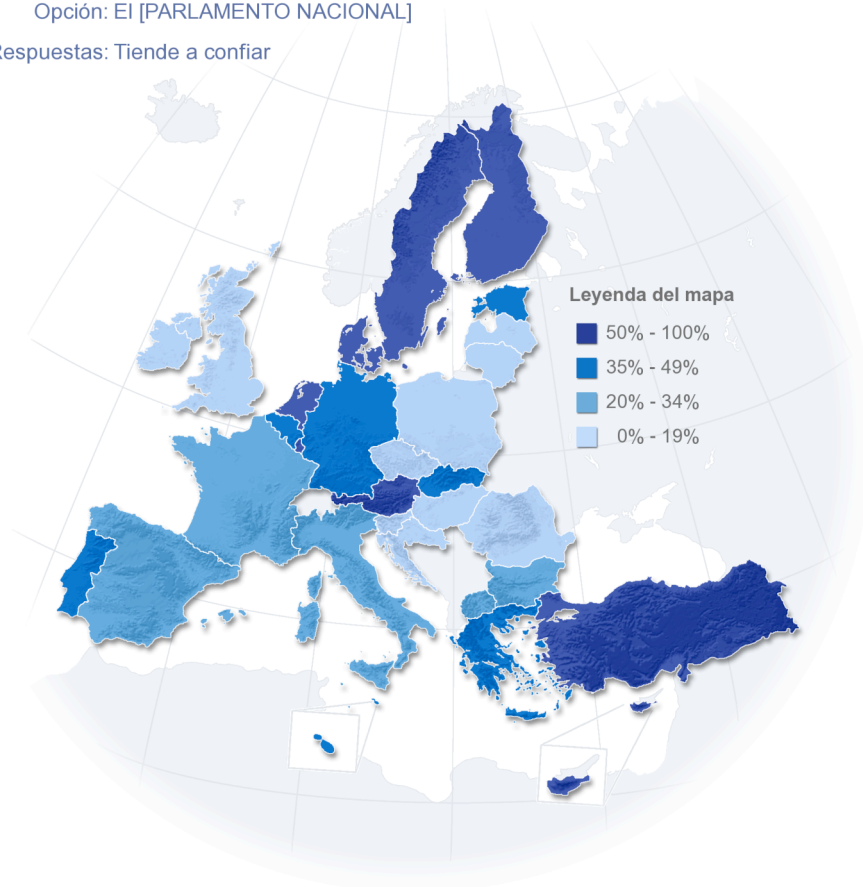 Opción: El [PARLAMENTO NACIONAL]
Respuestas: Tiende a confiar
Leyenda del mapa
50% - 100%
35% - 49%
20% - 34%
0% - 19%